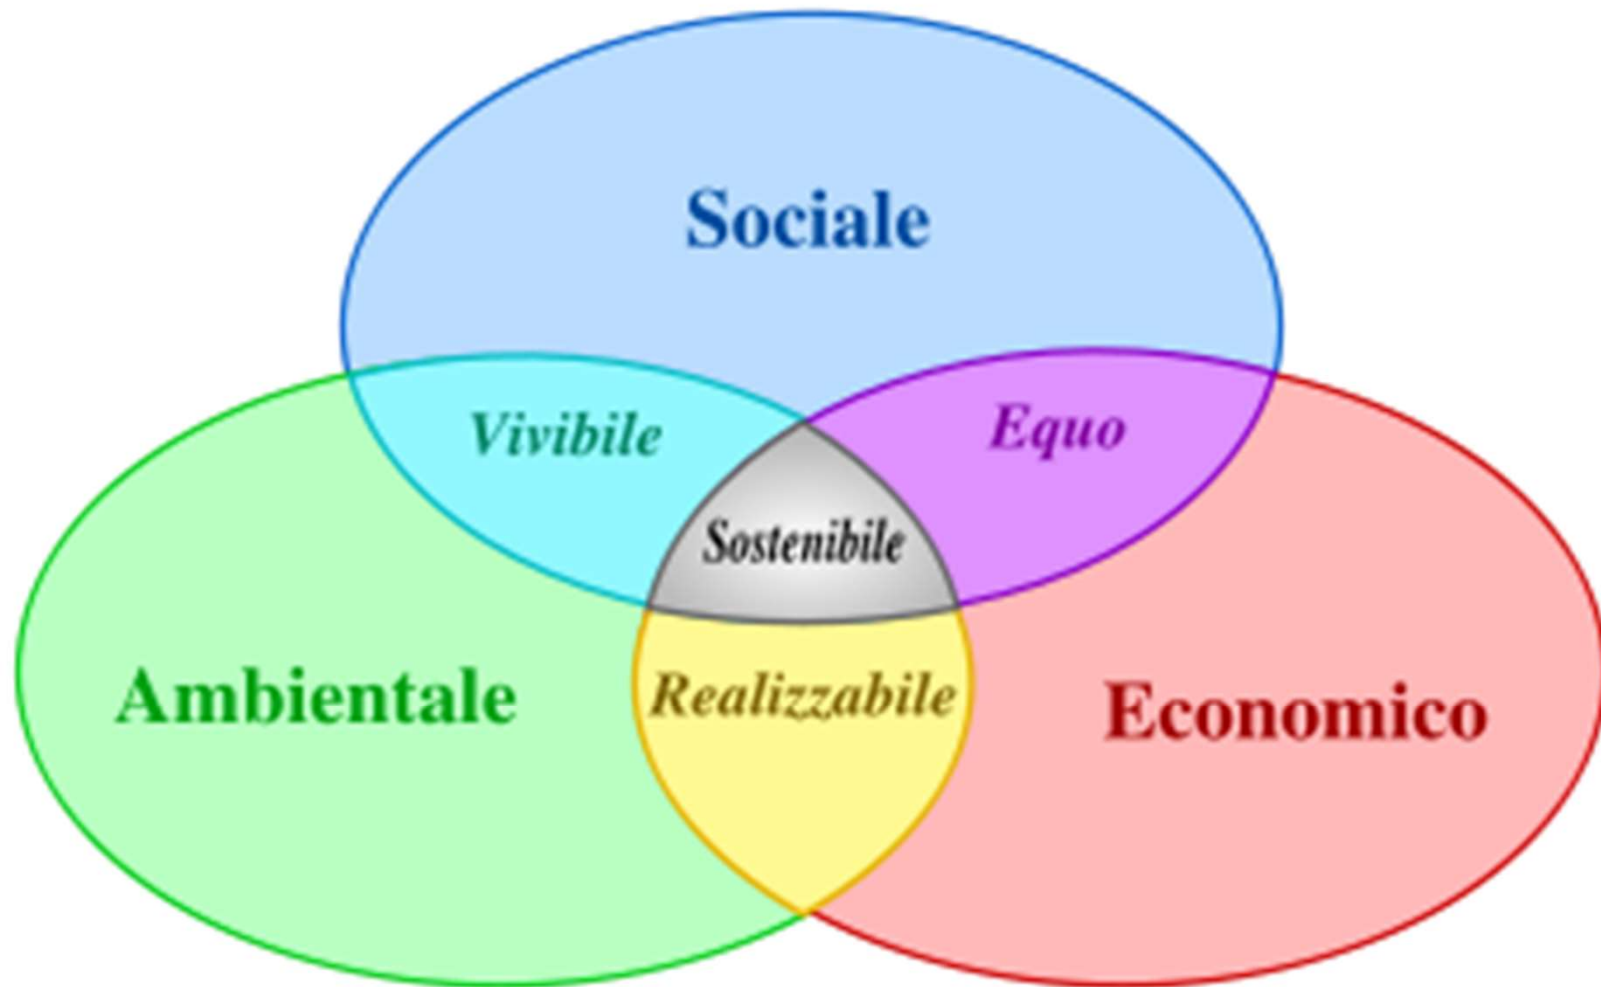 Sociale
Vivibile
Equo
Sostenibile
Ambientale
Realizzabile
Economico